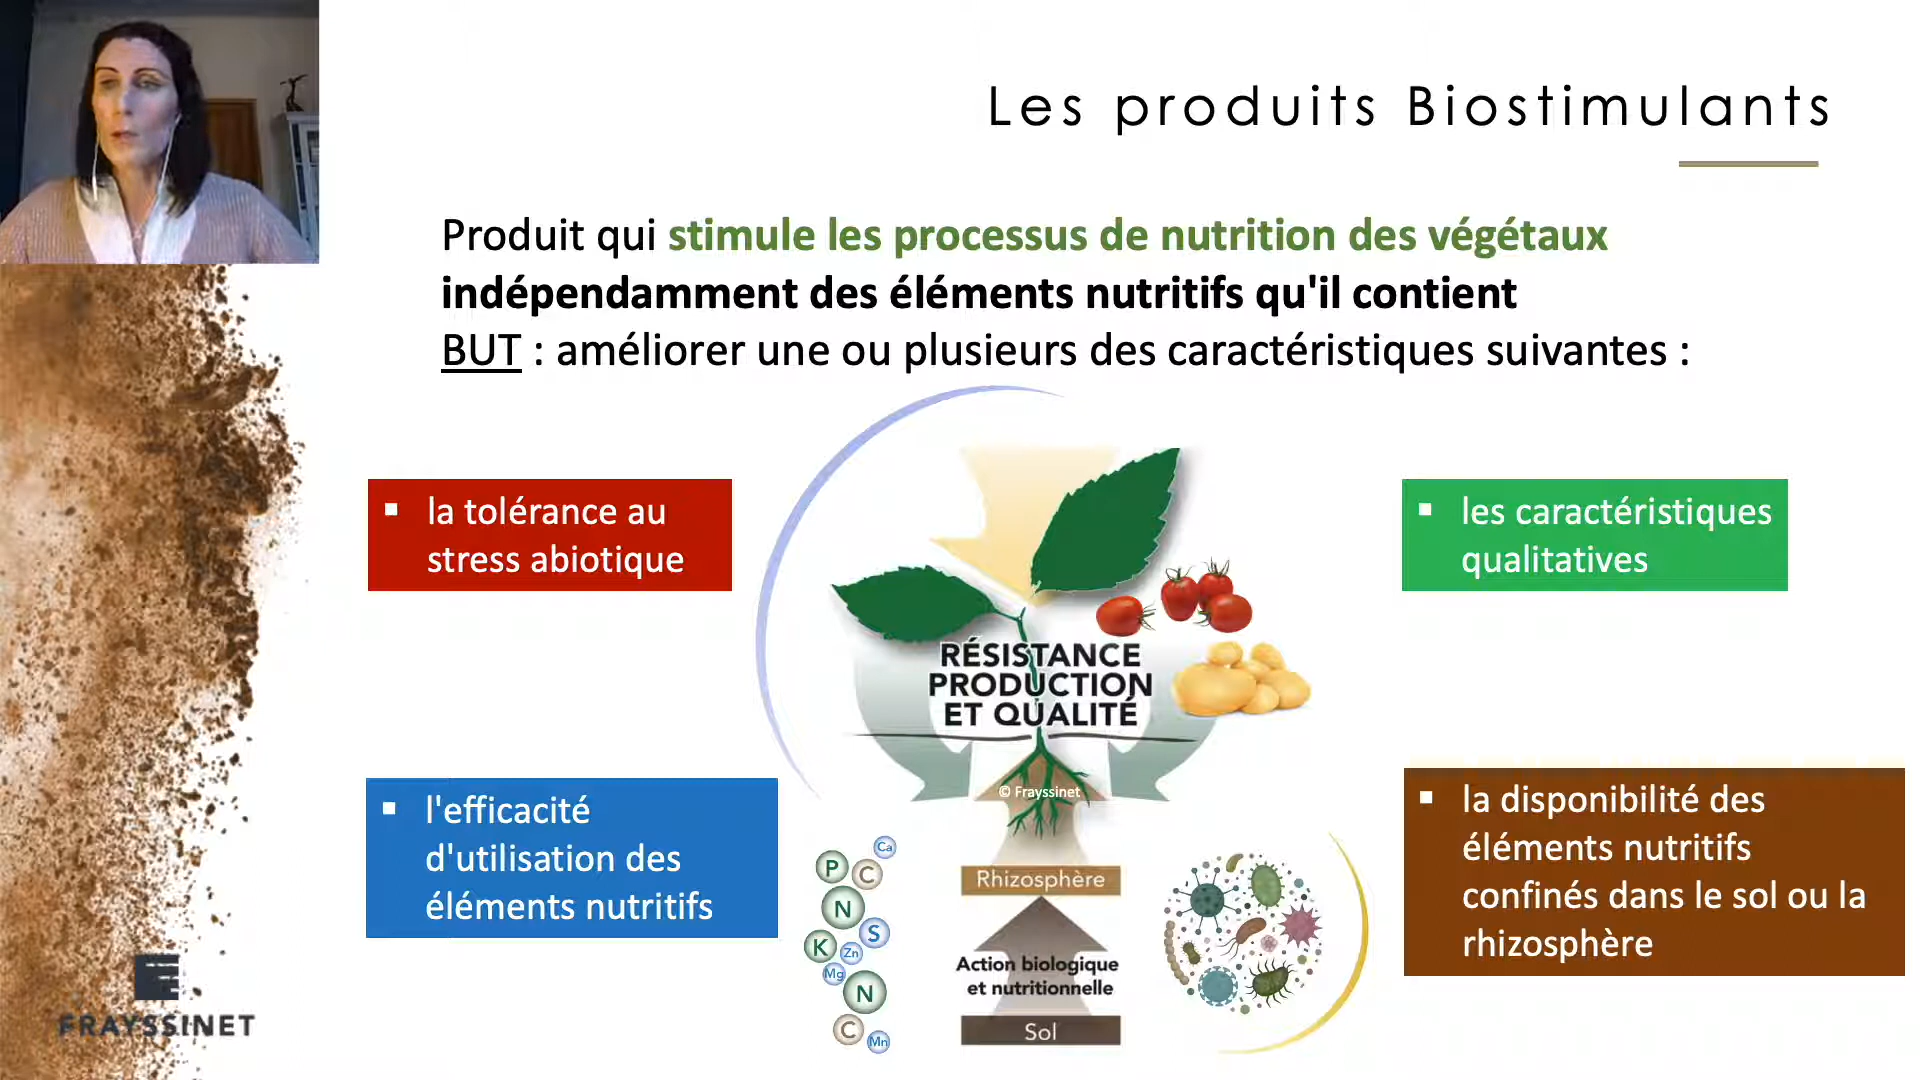 Les produits Biostimulants
Produit qui stimule les processus de nutrition des végétaux
indépendamment des éléments nutritifs qu'il contient
BUT : améliorer une ou plusieurs des caractéristiques suivantes :
▪ la tolérance au
stress abiotique
▪ les caractéristiques
qualitatives
RÉSISTANCE
PRODUCTION
ET QUALITÉ
© Frayssinet
▪ l'efficacité
d'utilisation des
éléments nutritifs
▪ la disponibilité des
éléments nutritifs
confinés dans le sol ou la
rhizosphère
Ca
P
C
N
S
K
Zn
Mg
N
C
Mn
Rhizosphère
Action biologique
et nutritionnelle
Sol
FRAYSSINET